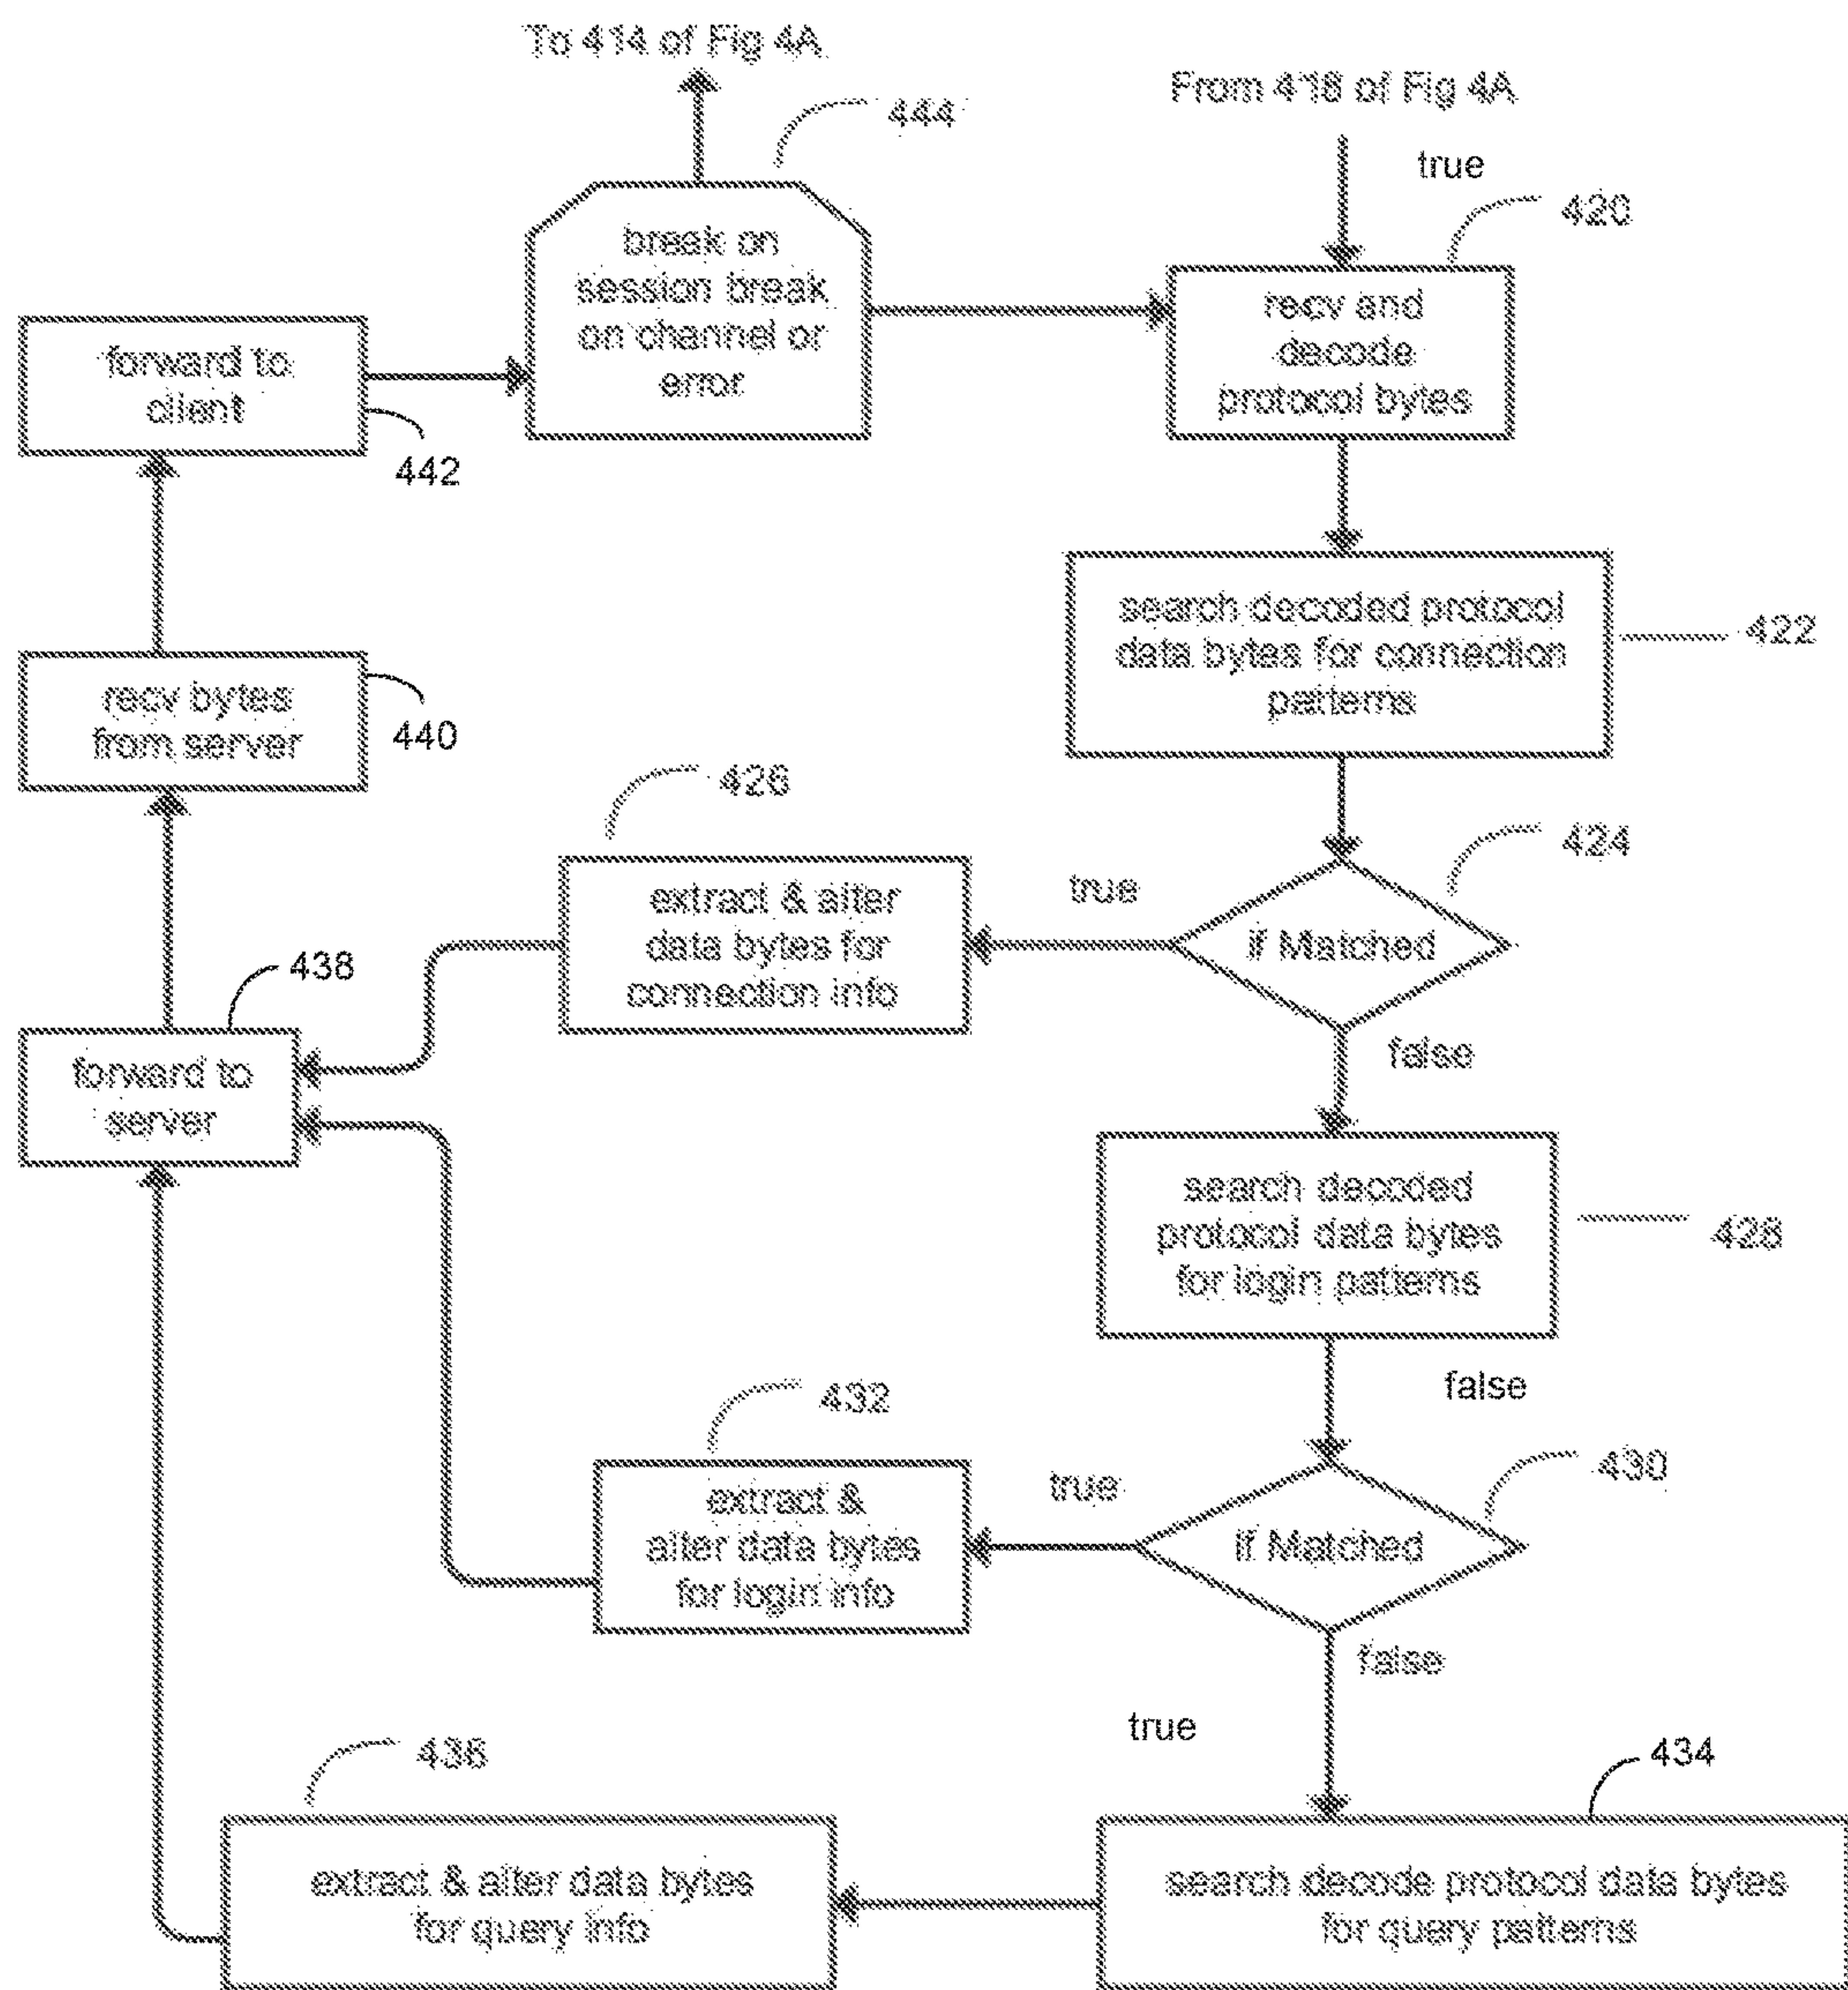 To 414 of Fig 4A
From 418 of Fig 4A
444
true
420
break on
session break
on channel or
error
recv and
decode
protocol bytes
forward to
client
442
search decoded protocol
data bytes for connection
patterns
422
recv bytes
from server
440
426
424
true
extract & alter
data bytes for
connection info
if Matched
438
false
forward to
server
search decoded
protocol data bytes
for login patterns
428
false
432
430
true
extract &
alter data bytes
for login info
if Matched
false
true
436
434
extract & alter data bytes
for query info
search decode protocol data bytes
for query patterns